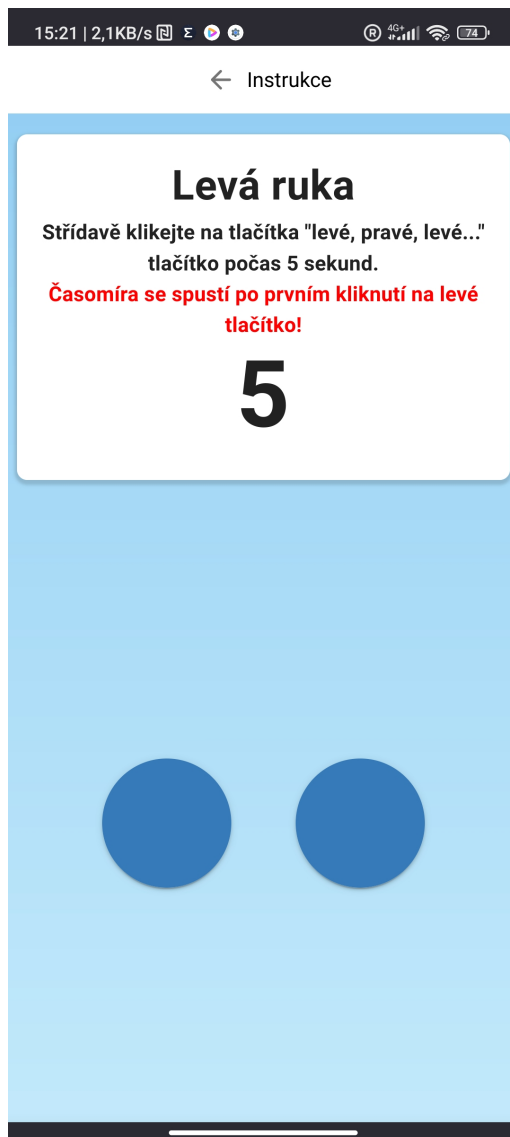 15:21 | 2,1KB/s Σ ® 4G+ 74
Instrukce
Levá ruka
Střídavě klikejte na tlačítka "levé, pravé, levé..."
tlačítko počas 5 sekund.
Časomíra se spustí po prvním kliknutí na levé
tlačítko!
5